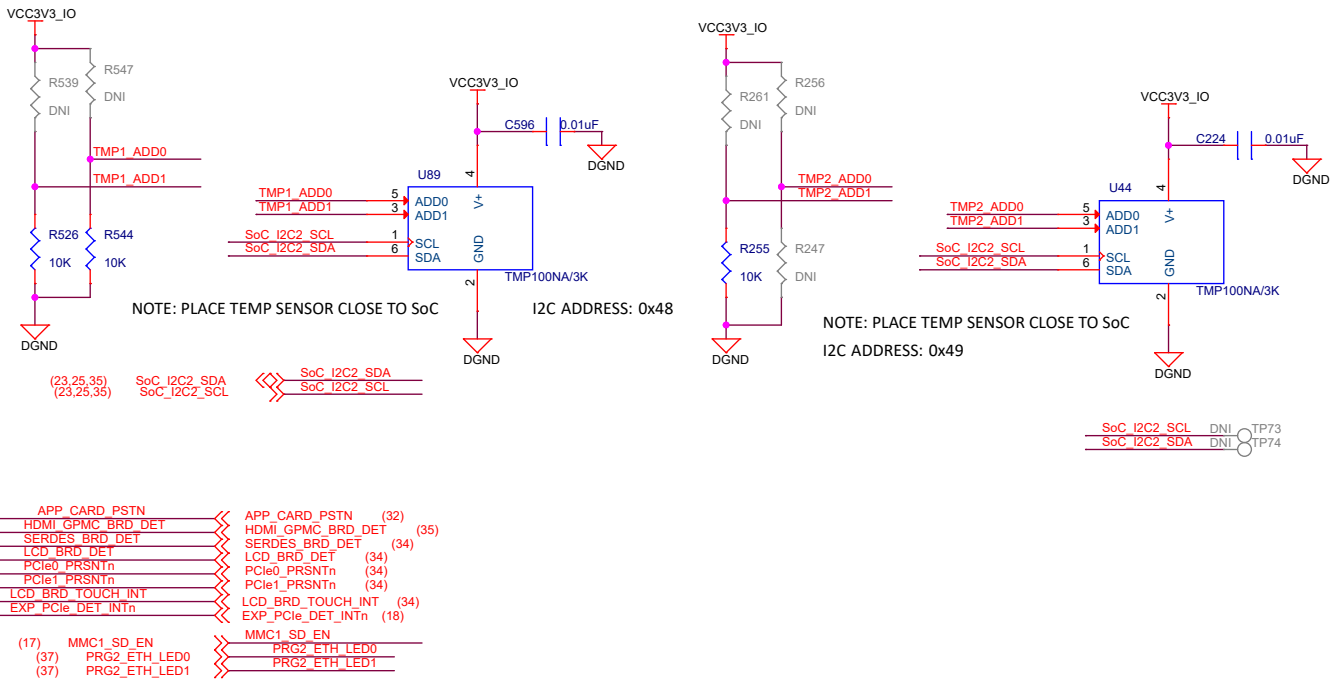 VCC3V3_IO
R539
DNI
R547
DNI
TMP1_ADD0
TMP1_ADD1
R526
10K
R544
10K
DGND
VCC3V3_IO
C596
0.01uF
DGND
U89
4
TMP1_ADD0 5 ADD0
TMP1_ADD1 3 ADD1
V+
SoC_I2C2_SCL 1 SCL
SoC_I2C2_SDA 6 SDA
GND
TMP100NA/3K
2
NOTE: PLACE TEMP SENSOR CLOSE TO SoC
I2C ADDRESS: 0x48
DGND
VCC3V3_IO
R261
DNI
R256
DNI
TMP2_ADD0
TMP2_ADD1
R255
10K
R247
DNI
DGND
VCC3V3_IO
C224
0.01uF
DGND
U44
4
TMP2_ADD0 5 ADD0
TMP2_ADD1 3 ADD1
V+
SoC_I2C2_SCL 1 SCL
SoC_I2C2_SDA 6 SDA
GND
TMP100NA/3K
2
NOTE: PLACE TEMP SENSOR CLOSE TO SoC
I2C ADDRESS: 0x49
DGND
(23,25,35) SoC_I2C2_SDA SoC_I2C2_SDA
(23,25,35) SoC_I2C2_SCL SoC_I2C2_SCL
SoC_I2C2_SCL DNI TP73
SoC_I2C2_SDA DNI TP74
APP_CARD_PSTN APP_CARD_PSTN (32)
HDMI_GPMC_BRD_DET HDMI_GPMC_BRD_DET (35)
SERDES_BRD_DET SERDES_BRD_DET (34)
LCD_BRD_DET LCD_BRD_DET (34)
PCIe0_PRSNTn PCIe0_PRSNTn (34)
PCIe1_PRSNTn PCIe1_PRSNTn (34)
LCD_BRD_TOUCH_INT LCD_BRD_TOUCH_INT (34)
EXP_PCIe_DET_INTn EXP_PCIe_DET_INTn (18)
(17) MMC1_SD_EN MMC1_SD_EN
(37) PRG2_ETH_LED0 PRG2_ETH_LED0
(37) PRG2_ETH_LED1 PRG2_ETH_LED1